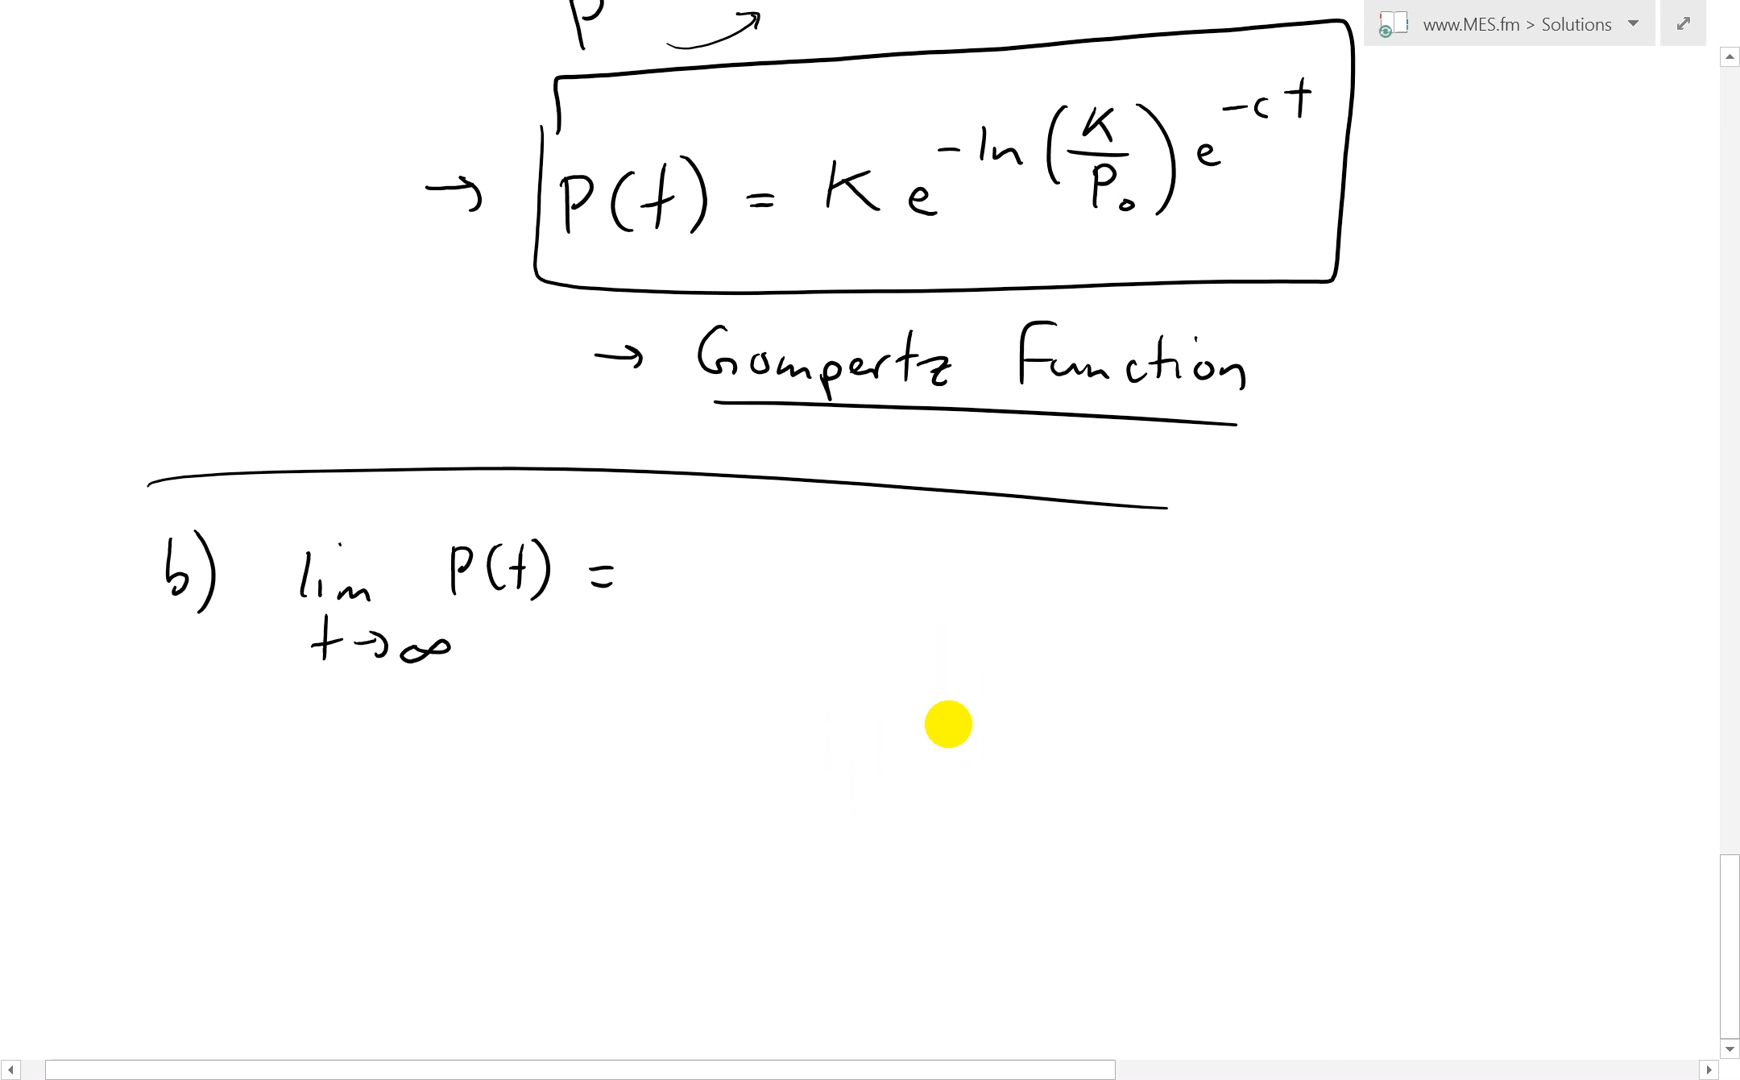 www.MES.fm > Solutions
P
→ P(t) = K e^{-ln(K/P₀) e^{-ct}}
→ Gompertz Function
b) lim P(t) =
t→∞